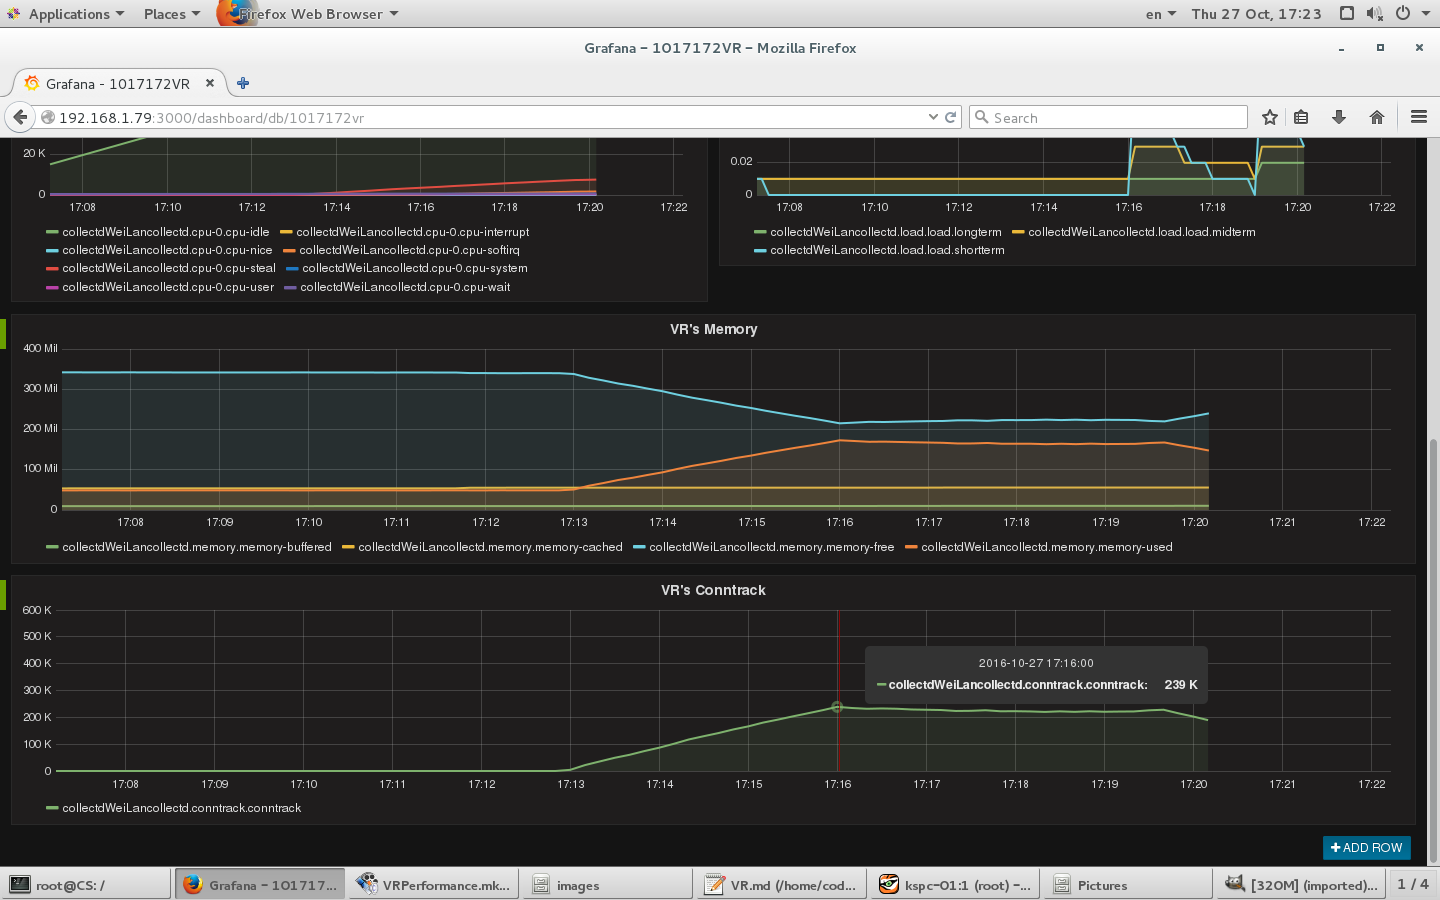 Applications Places Firefox Web Browser en Thu 27 Oct, 17:23
Grafana - 1017172VR - Mozilla Firefox
Grafana - 1017172VR
192.168.1.79:3000/dashboard/db/1017172vr Search
20 K
0
17:08 17:10 17:12 17:14 17:16 17:18 17:20 17:22
collectdWeiLancollectd.cpu-0.cpu-idle collectdWeiLancollectd.cpu-0.cpu-interrupt
collectdWeiLancollectd.cpu-0.cpu-nice collectdWeiLancollectd.cpu-0.cpu-softirq
collectdWeiLancollectd.cpu-0.cpu-steal collectdWeiLancollectd.cpu-0.cpu-system
collectdWeiLancollectd.cpu-0.cpu-user collectdWeiLancollectd.cpu-0.cpu-wait
0.02
0
17:08 17:10 17:12 17:14 17:16 17:18 17:20 17:22
collectdWeiLancollectd.load.load.longterm collectdWeiLancollectd.load.load.midterm
collectdWeiLancollectd.load.load.shortterm
VR's Memory
400 Mil
300 Mil
200 Mil
100 Mil
0
17:08 17:09 17:10 17:11 17:12 17:13 17:14 17:15 17:16 17:17 17:18 17:19 17:20 17:21 17:22
collectdWeiLancollectd.memory.memory-buffered collectdWeiLancollectd.memory.memory-cached collectdWeiLancollectd.memory.memory-free collectdWeiLancollectd.memory.memory-used
VR's Conntrack
600 K
500 K
400 K
300 K
200 K
100 K
0
2016-10-27 17:16:00
collectdWeiLancollectd.conntrack.conntrack: 239 K
17:08 17:09 17:10 17:11 17:12 17:13 17:14 17:15 17:16 17:17 17:18 17:19 17:20 17:21 17:22
collectdWeiLancollectd.conntrack.conntrack
ADD ROW
root@CS: / Grafana - 101717... VRPerformance.mk... images VR.md (/home/cod... kspc-01:1 (root) -... Pictures [320M] (imported)... 1 / 4